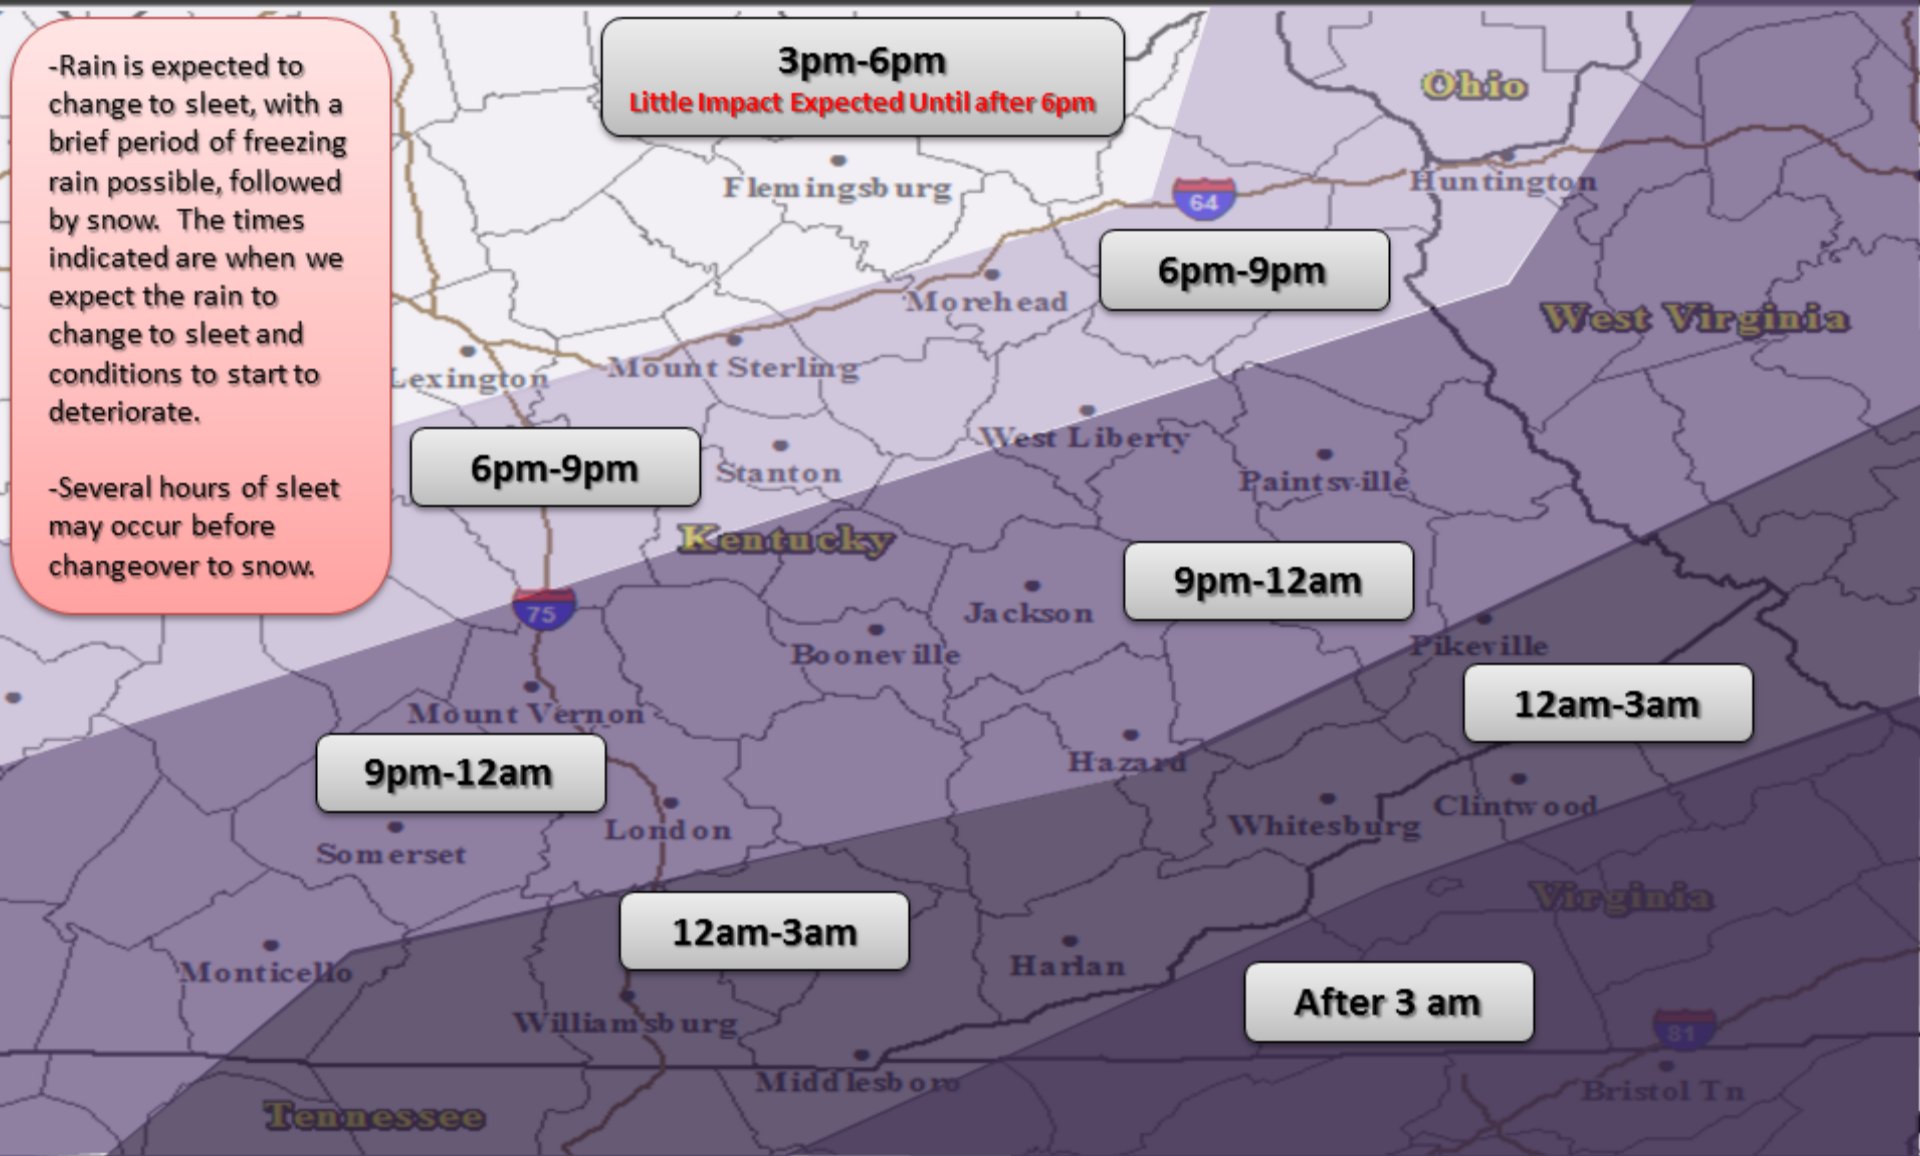 -Rain is expected to
change to sleet, with a
brief period of freezing
rain possible, followed
by snow.  The times
indicated are when we
expect the rain to
change to sleet and
conditions to start to
deteriorate.
-Several hours of sleet
may occur before
changeover to snow.
3pm-6pm
Little Impact Expected Until after 6pm
Ohio
Flemingsburg
64
Huntington
6pm-9pm
Morehead
West Virginia
Lexington
Mount Sterling
West Liberty
6pm-9pm
Stanton
Paintsville
Kentucky
9pm-12am
75
Jackson
Booneville
Pikeville
12am-3am
Mount Vernon
Hazard
9pm-12am
Clintwood
London
Whitesburg
Somerset
Virginia
12am-3am
Harlan
Monticello
After 3 am
Williamsburg
81
Middlesboro
Bristol Tn
Tennessee